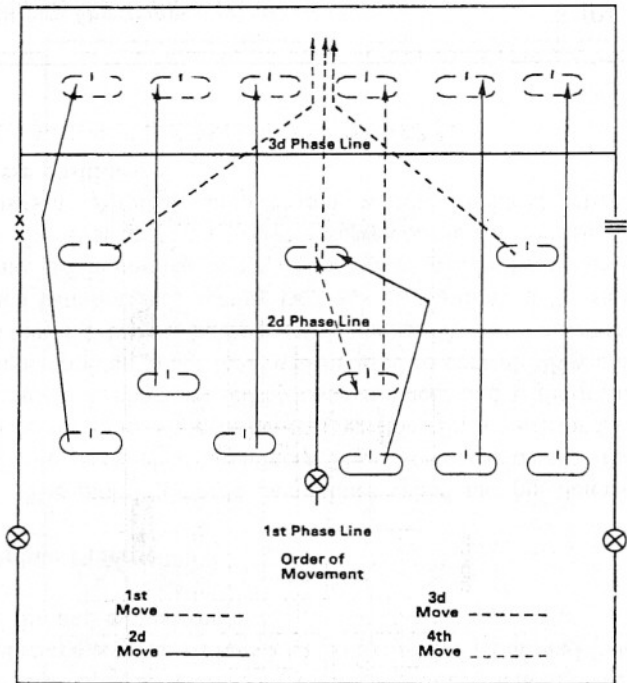 3d Phase Line
X
X
2d Phase Line
1st Phase Line
Order of
Movement
1st
Move
2d
Move
3d
Move
4th
Move